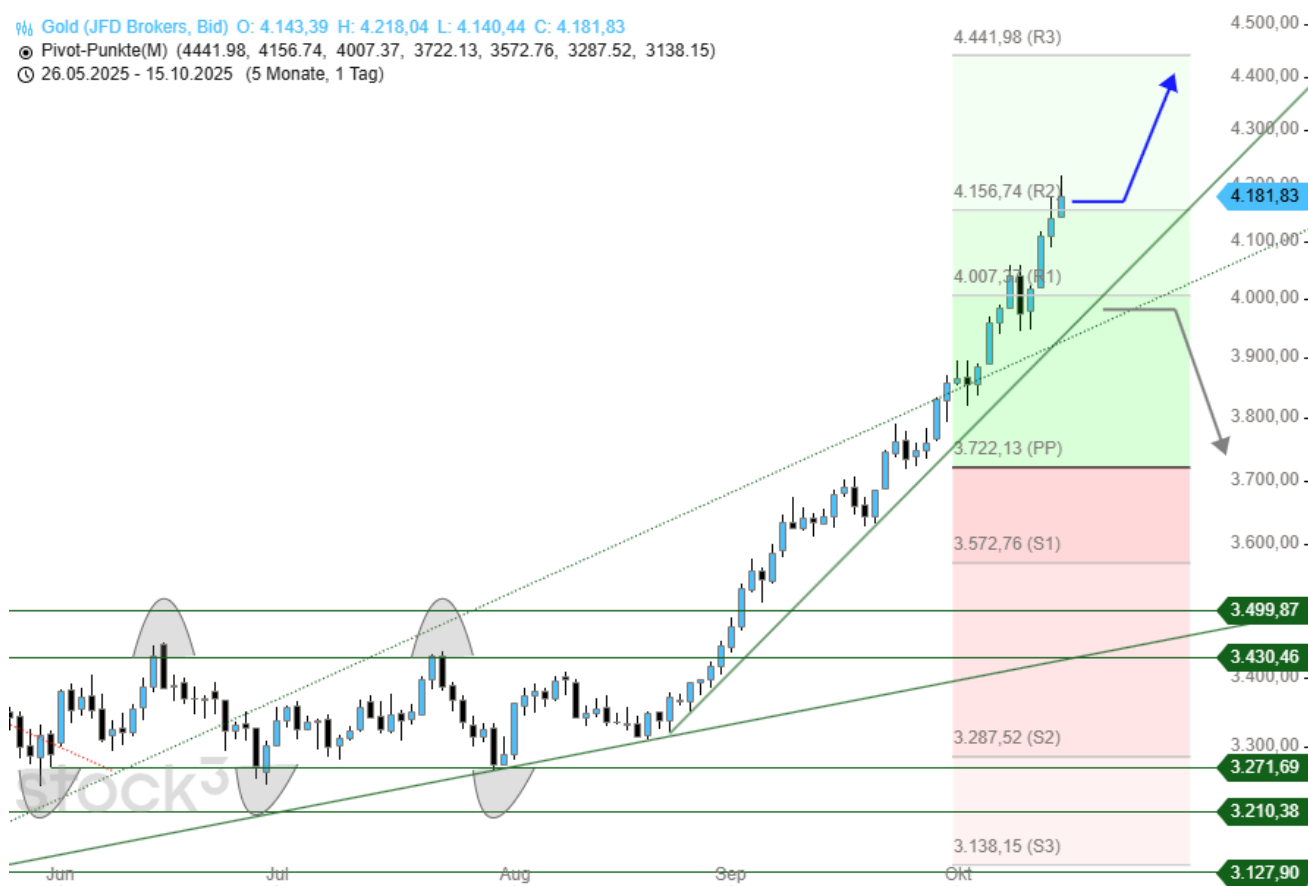 Gold (JFD Brokers, Bid) O: 4.143,39 H: 4.218,04 L: 4.140,44 C: 4.181,83
Pivot-Punkte(M) (4441.98, 4156.74, 4007.37, 3722.13, 3572.76, 3287.52, 3138.15)
26.05.2025 - 15.10.2025 (5 Monate, 1 Tag)
4.500,00
4.441,98 (R3)
4.400,00
4.300,00
4.200,00
4.156,74 (R2)
4.181,83
4.100,00
4.007,37 (R1)
4.000,00
3.900,00
3.800,00
3.722,13 (PP)
3.700,00
3.600,00
3.572,76 (S1)
3.499,87
3.430,46
3.400,00
3.300,00
3.287,52 (S2)
3.271,69
stock3
3.210,38
3.138,15 (S3)
3.127,90
Jun Jul Aug Sep Okt